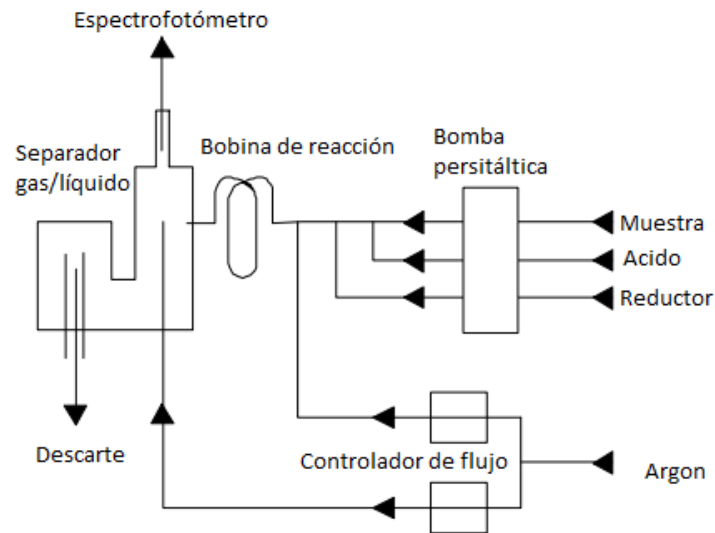 Espectrofotómetro
Separador
gas/líquido
Bobina de reacción
Bomba
persitáltica
Muestra
Acido
Reductor
Descarte
Controlador de flujo
Argon